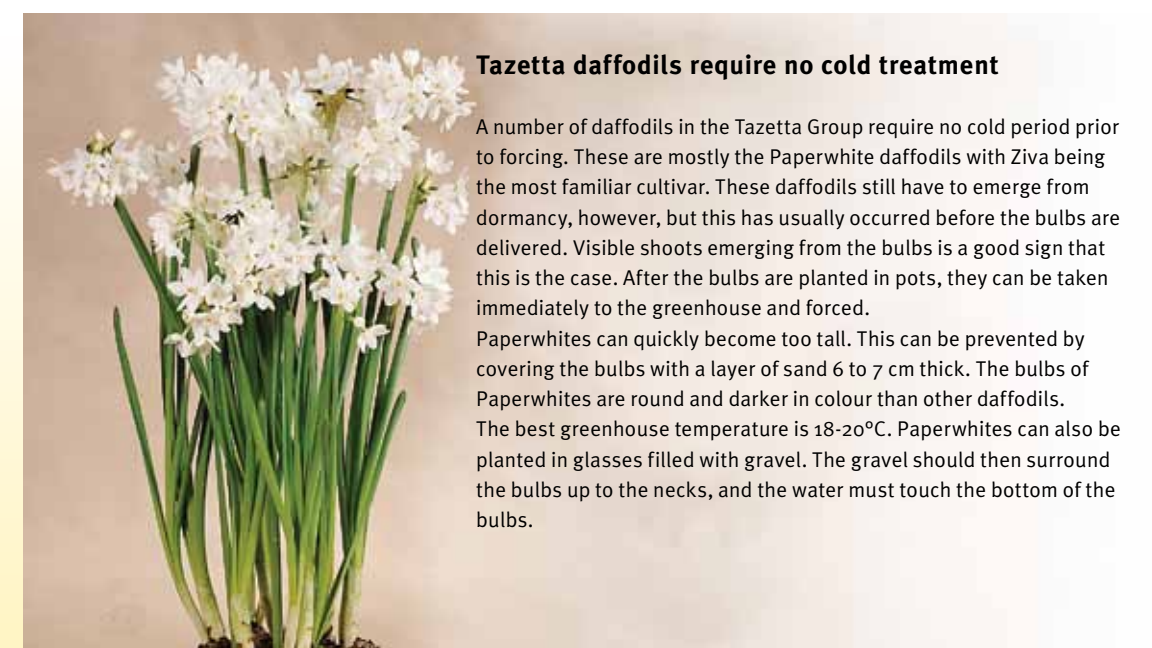 Tazetta daffodils require no cold treatment
A number of daffodils in the Tazetta Group require no cold period prior
to forcing. These are mostly the Paperwhite daffodils with Ziva being
the most familiar cultivar. These daffodils still have to emerge from
dormancy, however, but this has usually occurred before the bulbs are
delivered. Visible shoots emerging from the bulbs is a good sign that
this is the case. After the bulbs are planted in pots, they can be taken
immediately to the greenhouse and forced.
Paperwhites can quickly become too tall. This can be prevented by
covering the bulbs with a layer of sand 6 to 7 cm thick. The bulbs of
Paperwhites are round and darker in colour than other daffodils.
The best greenhouse temperature is 18-20°C. Paperwhites can also be
planted in glasses filled with gravel. The gravel should then surround
the bulbs up to the necks, and the water must touch the bottom of the
bulbs.